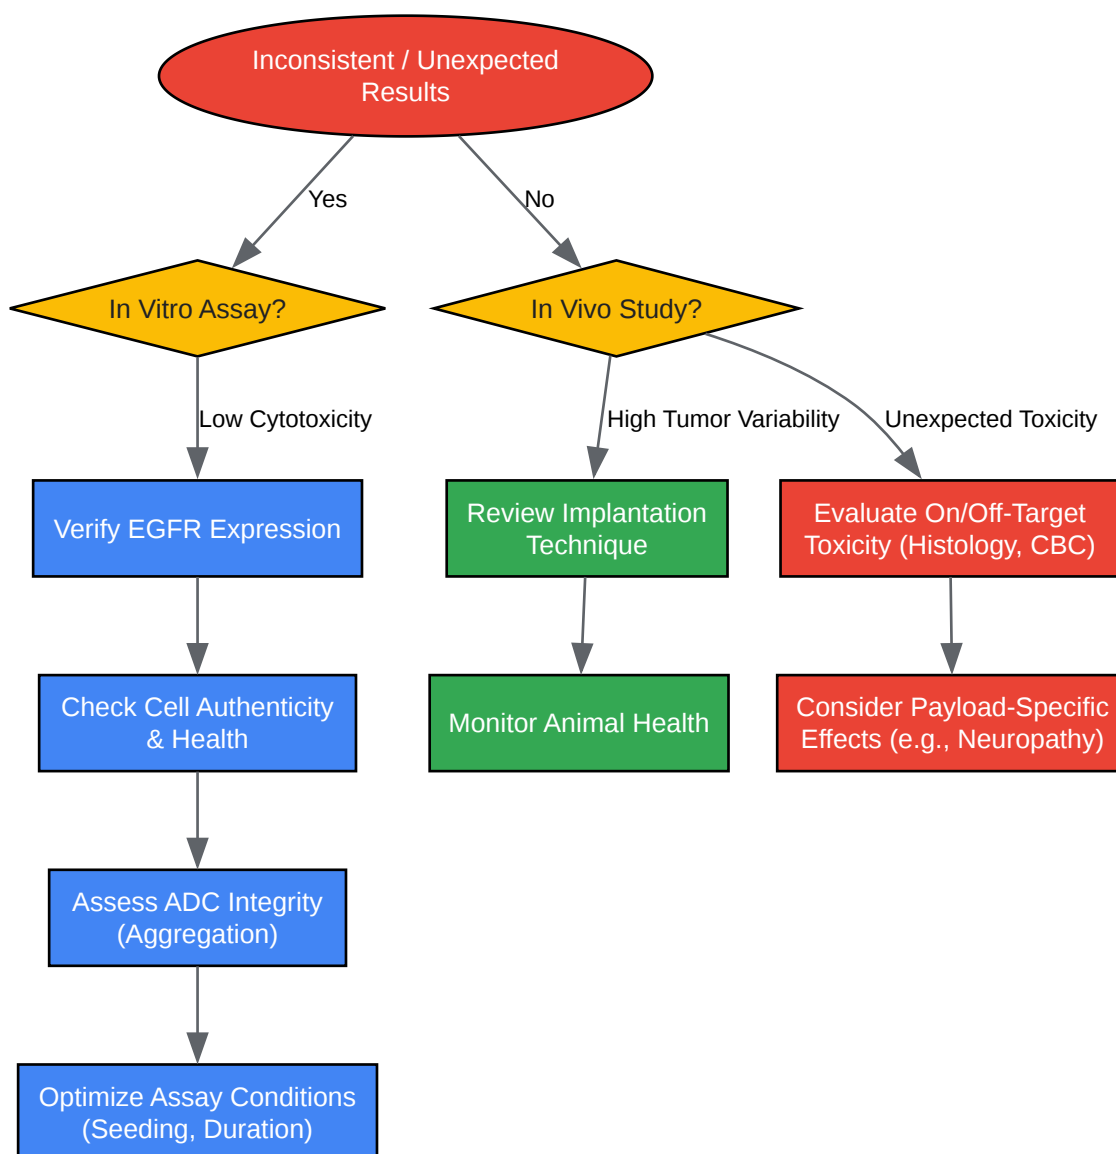 Inconsistent / Unexpected
Results
Yes
No
In Vitro Assay?
In Vivo Study?
Low Cytotoxicity
High Tumor Variability
Unexpected Toxicity
Verify EGFR Expression
Review Implantation
Technique
Evaluate On/Off-Target
Toxicity (Histology, CBC)
Check Cell Authenticity
& Health
Monitor Animal Health
Consider Payload-Specific
Effects (e.g., Neuropathy)
Assess ADC Integrity
(Aggregation)
Optimize Assay Conditions
(Seeding, Duration)